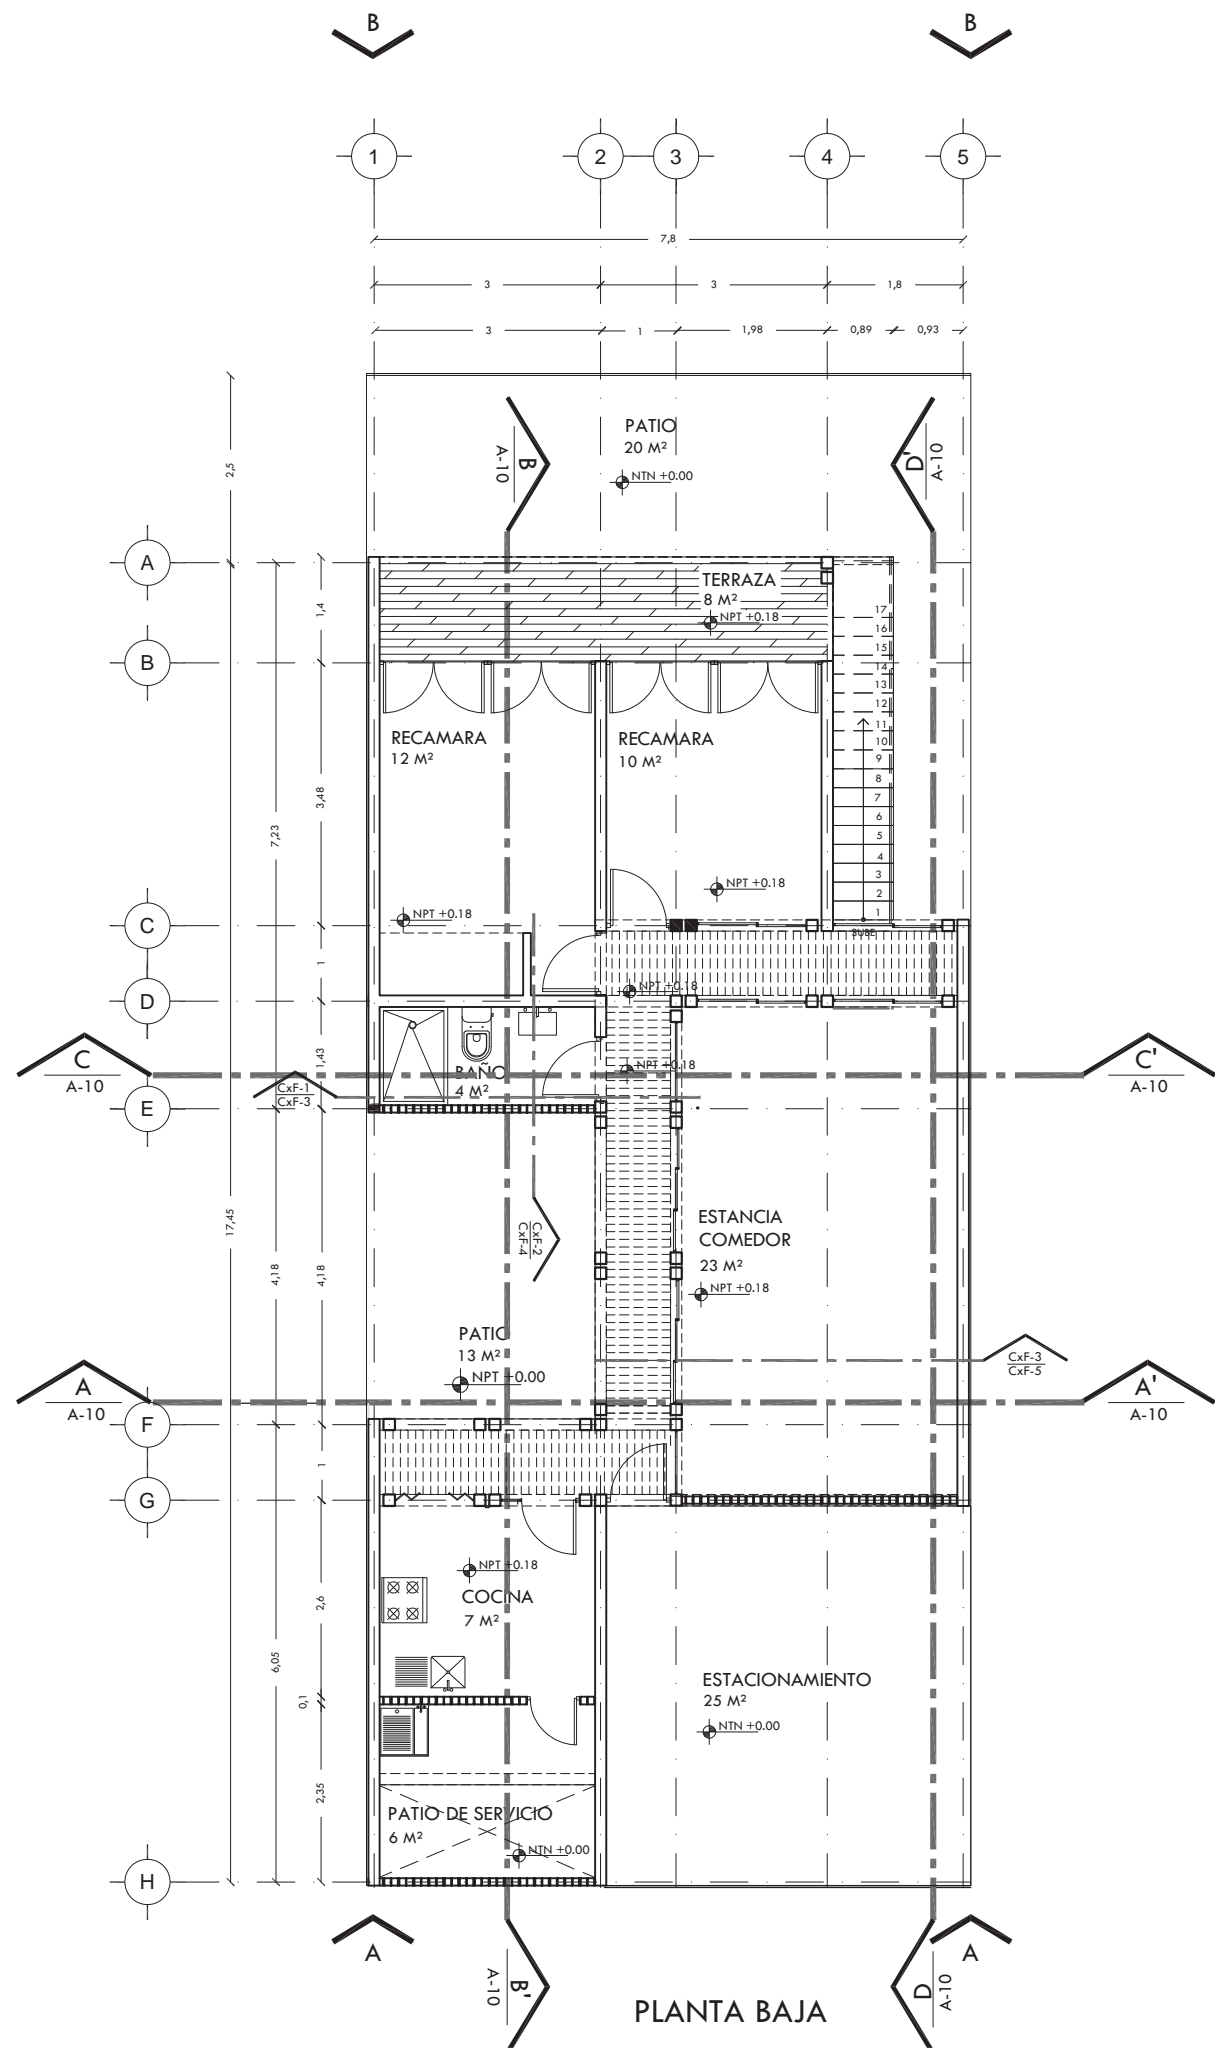 B
B
1
2
3
4
5
7,8
3
3
1,8
3
1
1,98
0,89
0,93
PATIO
20 M²
NTN +0.00
B
A-10
D'
A-10
2,5
A
TERRAZA
8 M²
NPT +0.18
1,4
B
17
16
15
14
13
12
11
10
9
8
7
6
5
4
3
2
1
SUBE
RECAMARA
12 M²
RECAMARA
10 M²
3,48
7,23
NPT +0.18
NPT +0.18
C
1
NPT +0.18
D
1,43
C
A-10
CxF-1
CxF-3
BAÑO
4 M²
NPT +0.18
C'
A-10
E
CxF-2
CxF-4
ESTANCIA
COMEDOR
23 M²
NPT +0.18
17,45
4,18
4,18
PATIO
13 M²
NPT +0.00
CxF-3
CxF-5
A
A-10
A'
A-10
F
1
G
NPT +0.18
COCINA
7 M²
2,6
6,05
0,1
ESTACIONAMIENTO
25 M²
NTN +0.00
2,35
PATIO DE SERVICIO
6 M²
NTN +0.00
H
A
A
B'
A-10
D
A-10
PLANTA BAJA